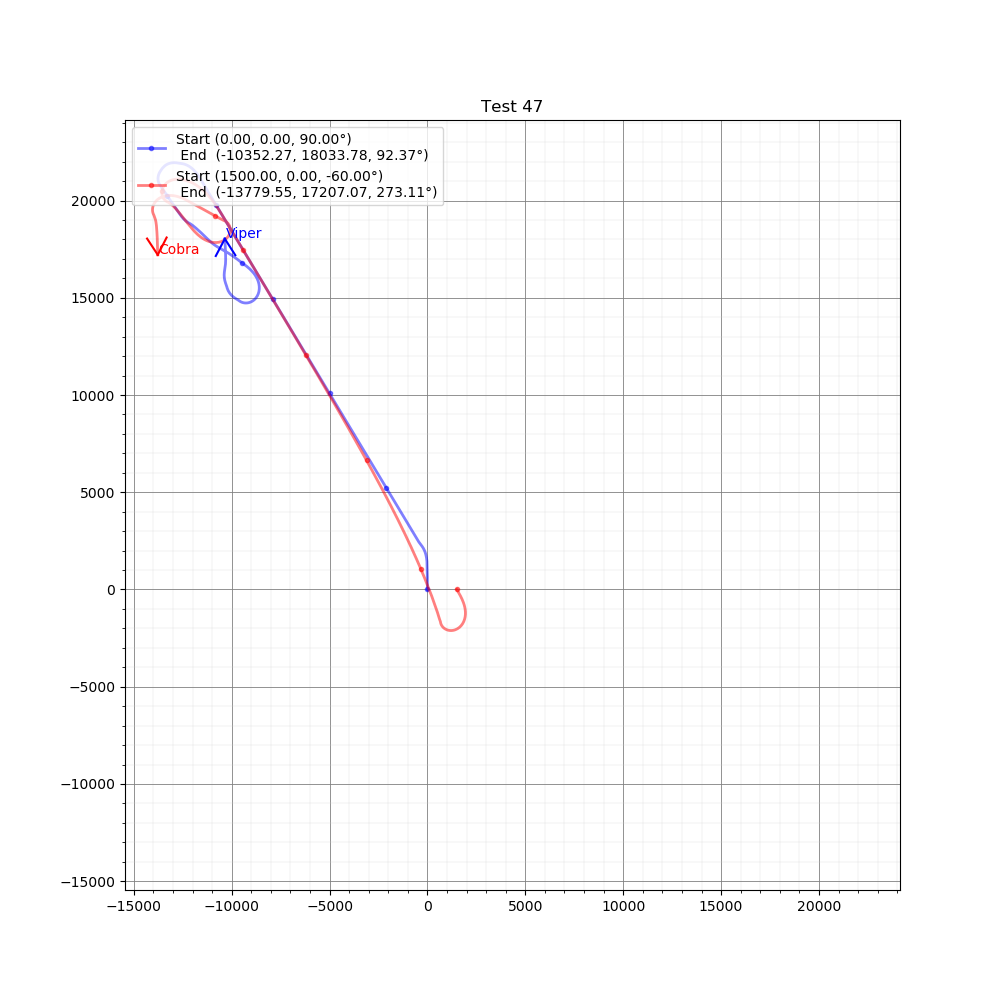 Test 47
Start (0.00, 0.00, 90.00°)
End  (-10352.27, 18033.78, 92.37°)
Start (1500.00, 0.00, -60.00°)
End  (-13779.55, 17207.07, 273.11°)
Viper
Cobra
20000
15000
10000
5000
0
−5000
−10000
−15000
−15000 −10000 −5000 0 5000 10000 15000 20000